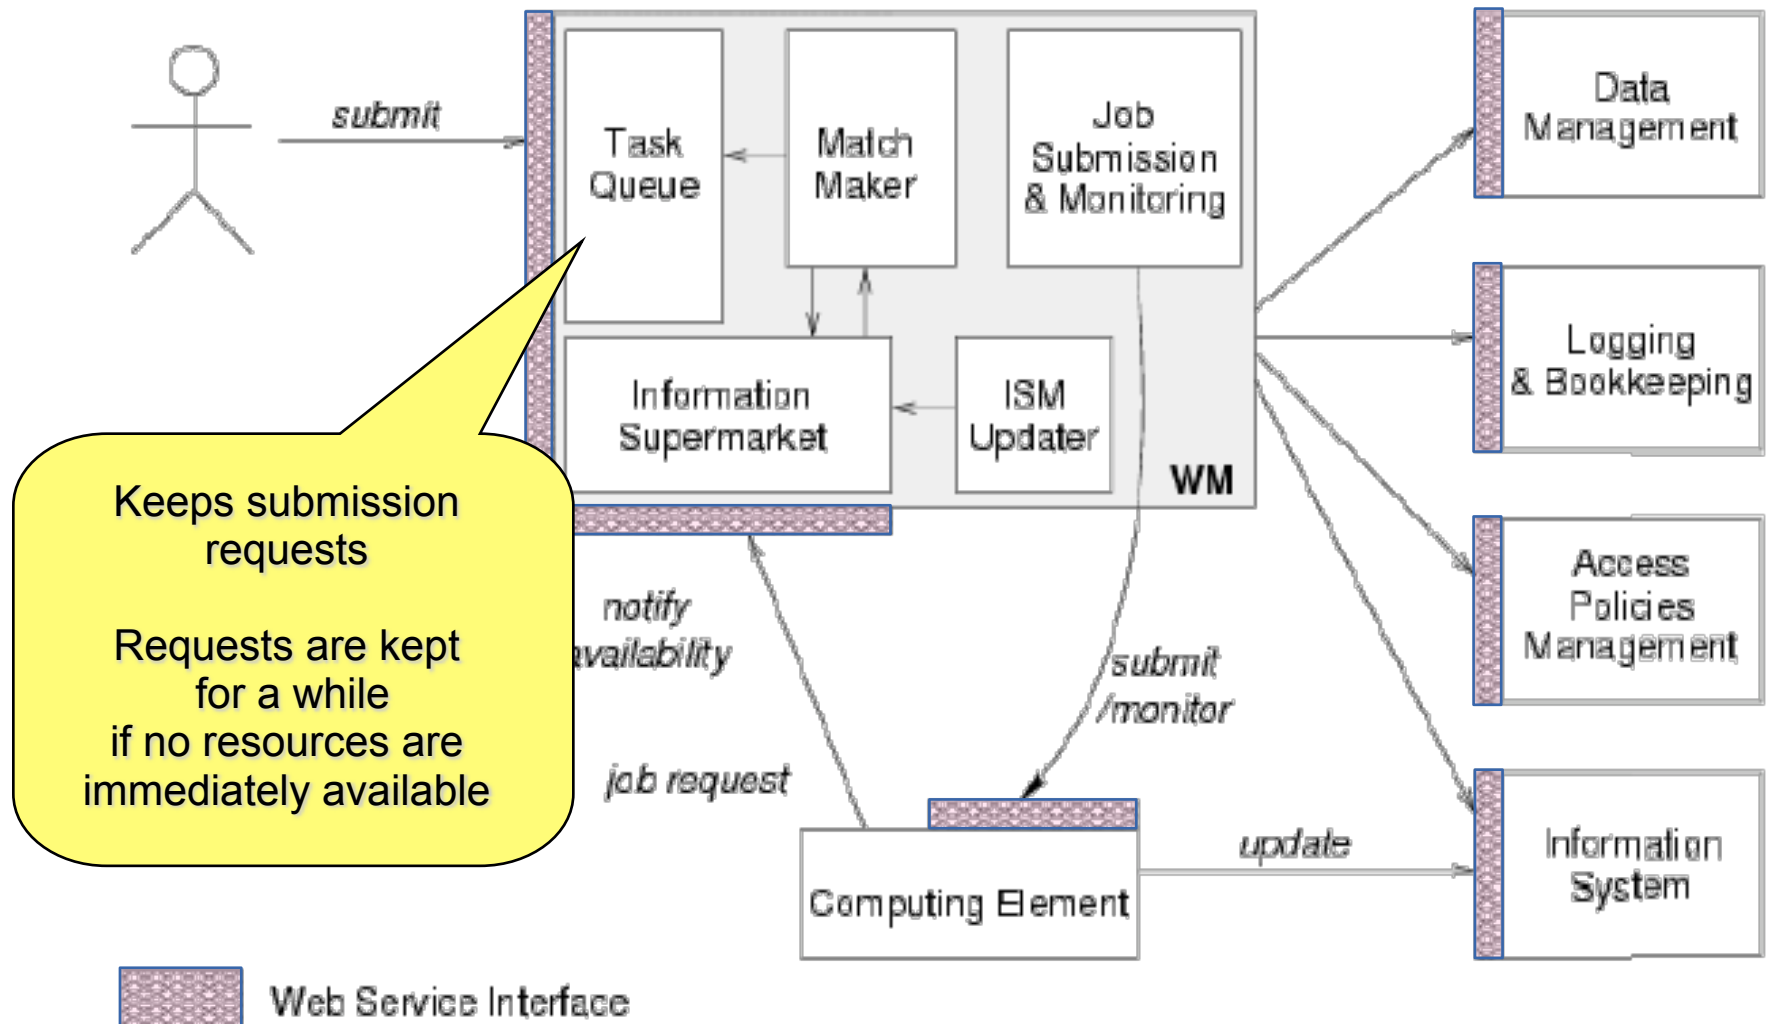 submit
Task
Queue
Match
Maker
Job
Submission
& Monitoring
Information
Supermarket
ISM
Updater
WM
Data
Management
Logging
& Bookkeeping
Access
Policies
Management
Information
System
Keeps submission
requests
Requests are kept
for a while
if no resources are
immediately available
notify
availability
job request
submit
/monitor
update
Computing Element
Web Service Interface